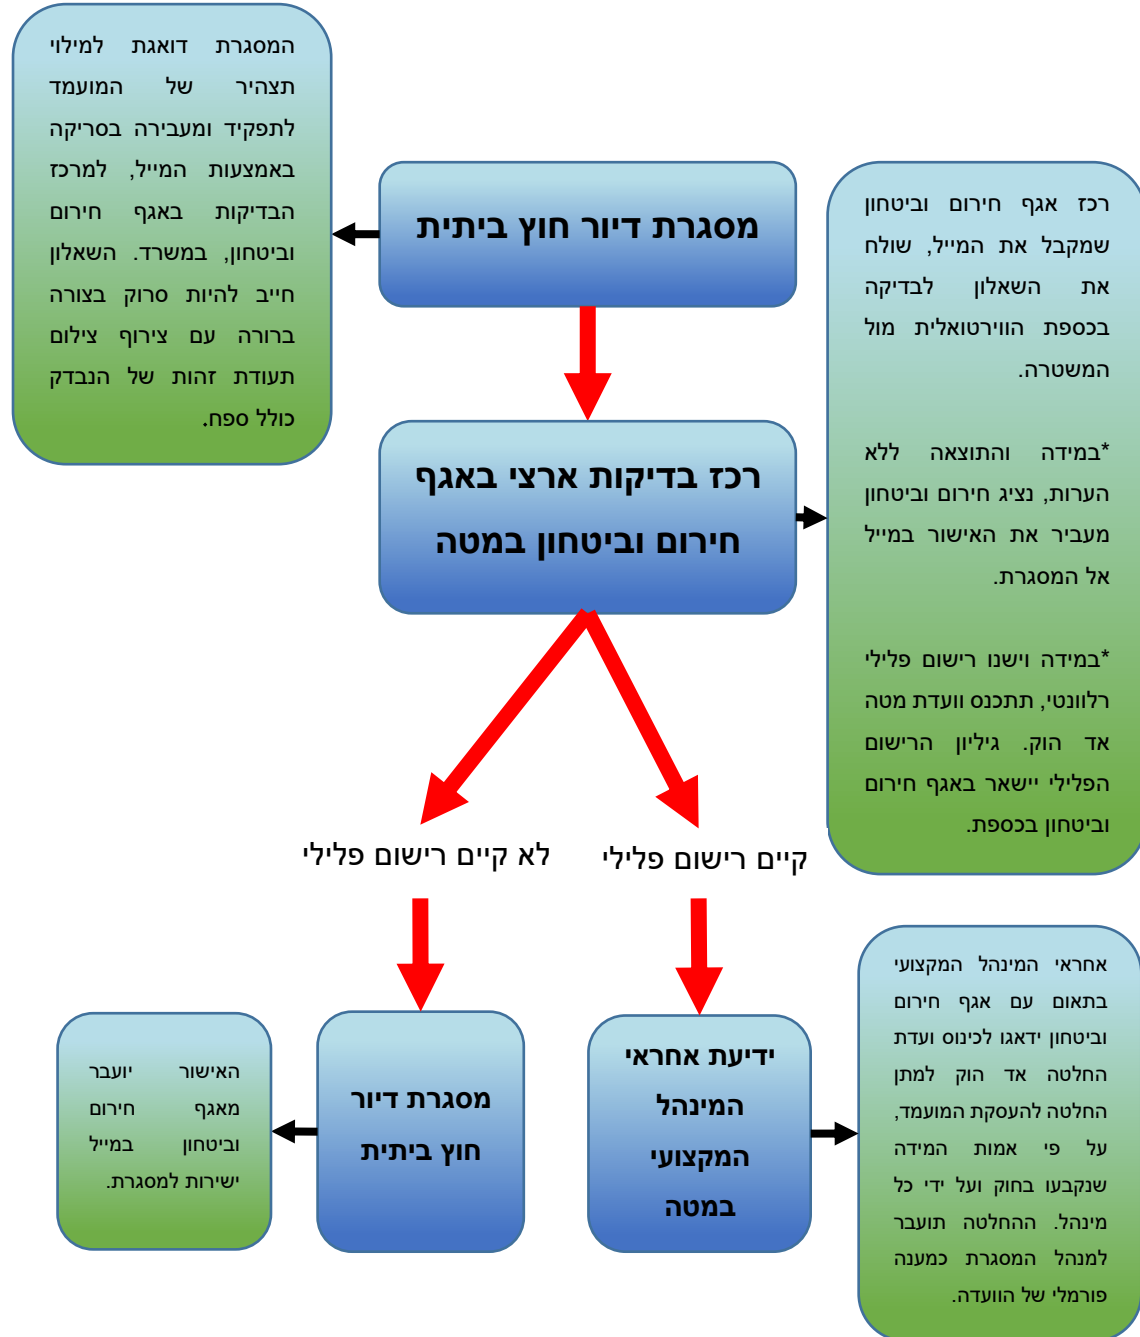 המסגרת דואגת למילוי
תצהיר של המועמד
לתפקיד ומעבירה בסריקה
באמצעות המייל, למרכז
הבדיקות באגף חירום
וביטחון, במשרד. השאלון
חייב להיות סרוק בצורה
ברורה עם צירוף צילום
תעודת זהות של הנבדק
כולל ספח.
מסגרת דיור חוץ ביתית
רכז אגף חירום וביטחון
שמקבל את המייל, שולח
את השאלון לבדיקה
בכספת הווירטואלית מול
המשטרה.
*במידה והתוצאה ללא
הערות, נציג חירום וביטחון
מעביר את האישור במייל
אל המסגרת.
*במידה וישנו רישום פלילי
רלוונטי, תתכנס וועדת מטה
אד הוק. גיליון הרישום
הפלילי יישאר באגף חירום
וביטחון בכספת.
רכז בדיקות ארצי באגף
חירום וביטחון במטה
קיים רישום פלילי
לא קיים רישום פלילי
אחראי המינהל המקצועי
בתאום עם אגף חירום
וביטחון ידאגו לכינוס ועדת
החלטה אד הוק למתן
החלטה להעסקת המועמד,
על פי אמות המידה
שנקבעו בחוק ועל ידי כל
מינהל. ההחלטה תועבר
למנהל המסגרת כמענה
פורמלי של הוועדה.
ידיעת אחראי
המינהל
המקצועי
במטה
מסגרת דיור
חוץ ביתית
האישור יועבר
מאגף חירום
וביטחון במייל
ישירות למסגרת.